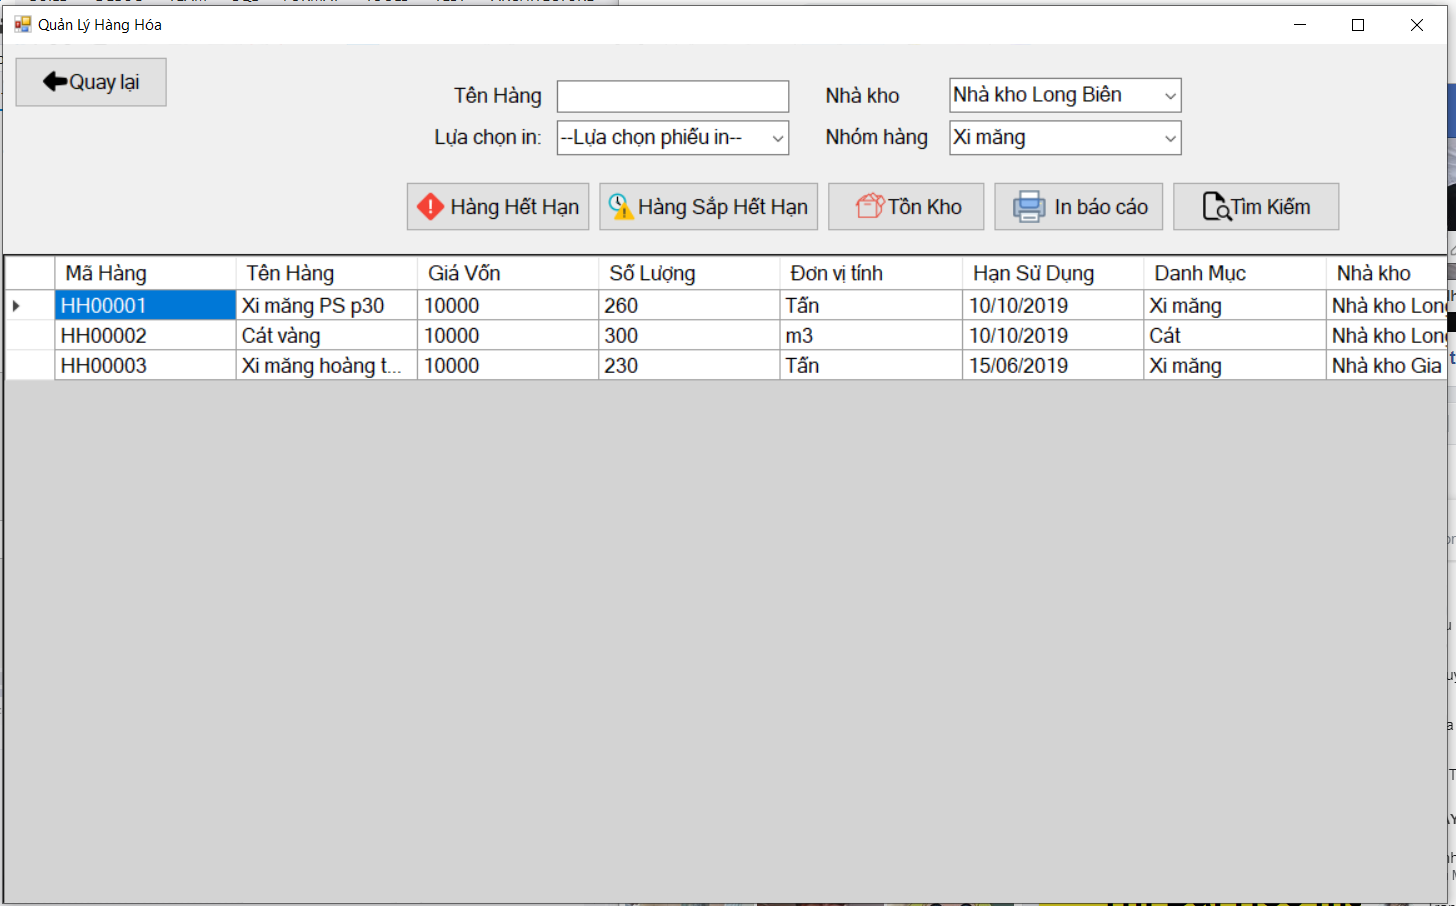 Quản Lý Hàng Hóa
Quay lại
Tên Hàng
Nhà kho Nhà kho Long Biên
Lựa chọn in: --Lựa chọn phiếu in--
Nhóm hàng Xi măng
Hàng Hết Hạn Hàng Sắp Hết Hạn Tồn Kho In báo cáo Tìm Kiếm
Mã Hàng Tên Hàng Giá Vốn Số Lượng Đơn vị tính Hạn Sử Dụng Danh Mục Nhà kho
HH00001 Xi măng PS p30 10000 260 Tấn 10/10/2019 Xi măng Nhà kho Long
HH00002 Cát vàng 10000 300 m3 10/10/2019 Cát Nhà kho Long
HH00003 Xi măng hoàng t... 10000 230 Tấn 15/06/2019 Xi măng Nhà kho Gia